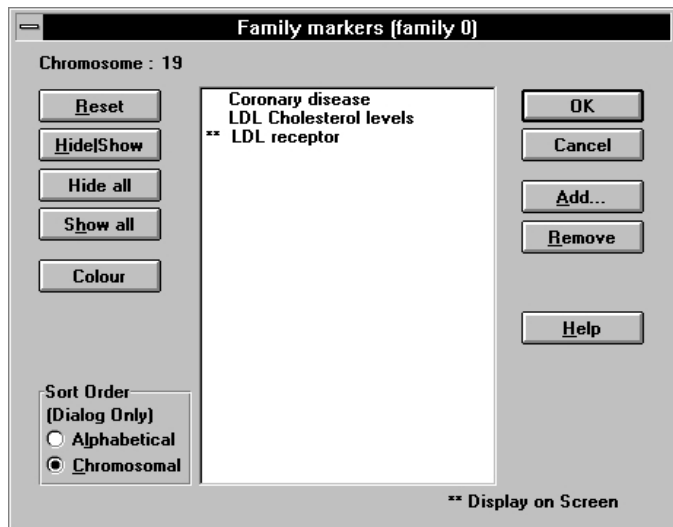 Family markers (family 0)
Chromosome : 19
Reset
Hide|Show
Hide all
Show all
Colour
Coronary disease
LDL Cholesterol levels
** LDL receptor
OK
Cancel
Add...
Remove
Help
Sort Order
(Dialog Only)
Alphabetical
Chromosomal
** Display on Screen